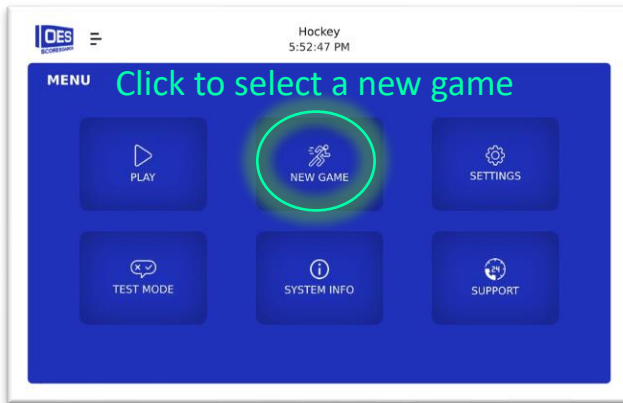 OES
SCOREBOARDS
Hockey
5:52:47 PM
MENU
Click to select a new game
PLAY
NEW GAME
SETTINGS
TEST MODE
24
SYSTEM INFO
SUPPORT